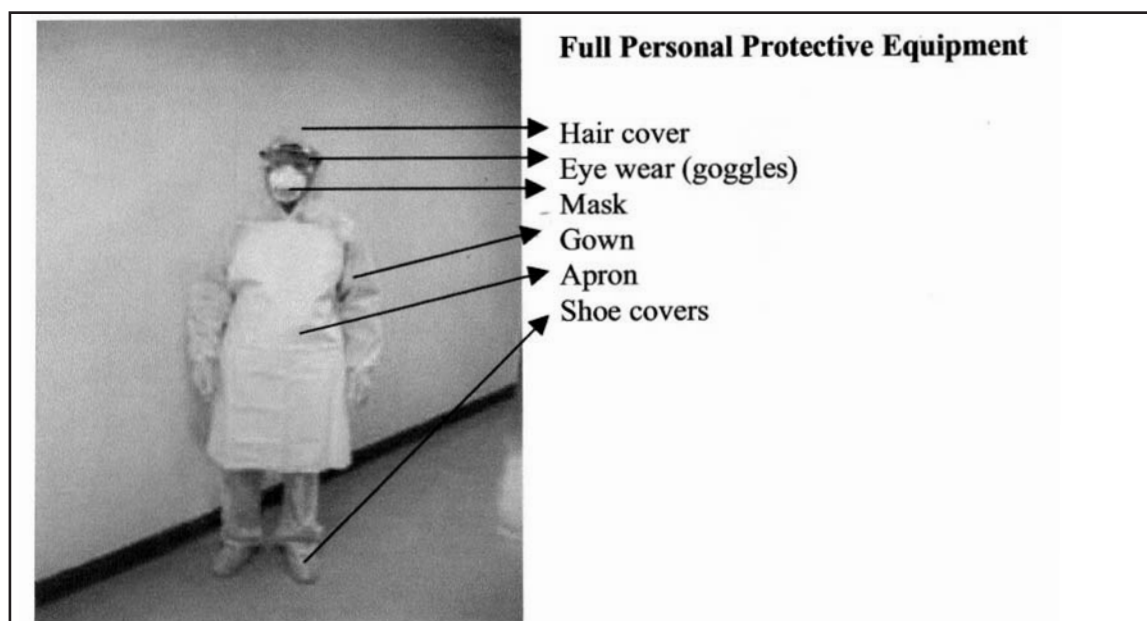 Full Personal Protective Equipment
Hair cover
Eye wear (goggles)
Mask
Gown
Apron
Shoe covers